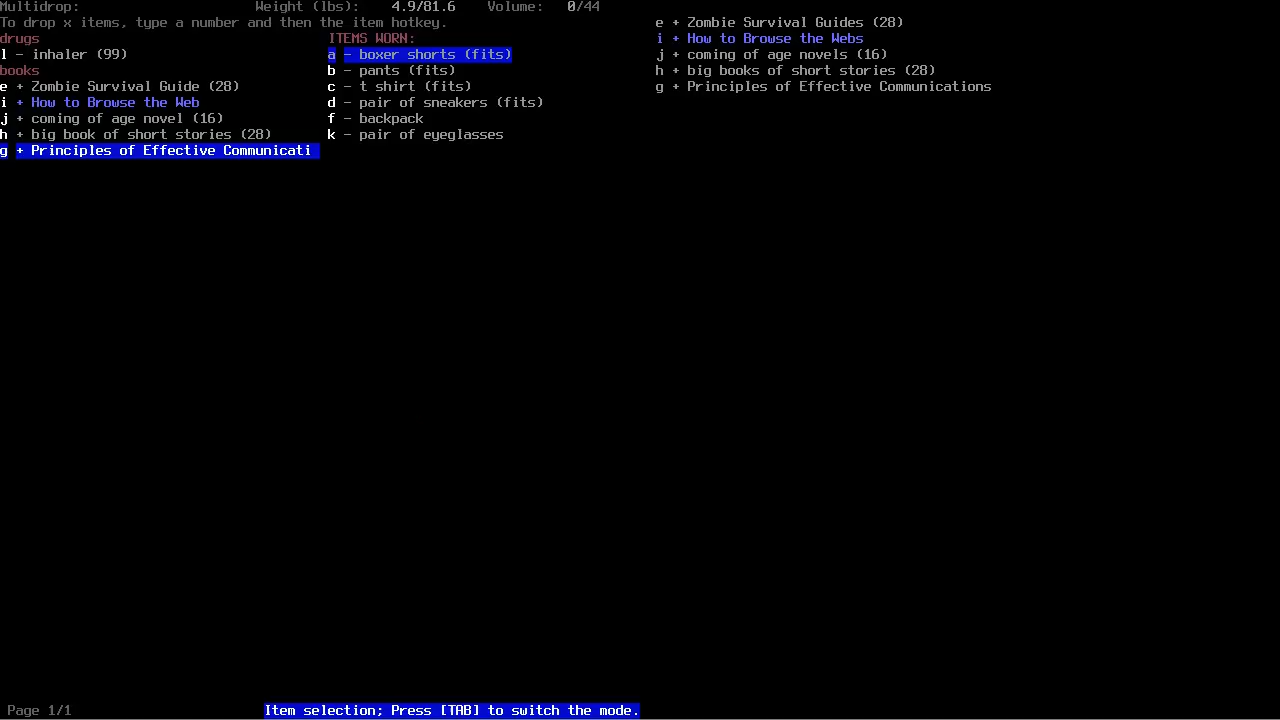 Multidrop: Weight (lbs): 4.9/81.6 Volume: 0/44
To drop x items, type a number and then the item hotkey.
drugs
l - inhaler (99)
books
e + Zombie Survival Guide (28)
i + How to Browse the Web
j + coming of age novel (16)
h + big book of short stories (28)
g + Principles of Effective Communicati
ITEMS WORN:
a - boxer shorts (fits)
b - pants (fits)
c - t shirt (fits)
d - pair of sneakers (fits)
f - backpack
k - pair of eyeglasses
e + Zombie Survival Guides (28)
i + How to Browse the Webs
j + coming of age novels (16)
h + big books of short stories (28)
g + Principles of Effective Communications
Page 1/1
Item selection; Press [TAB] to switch the mode.